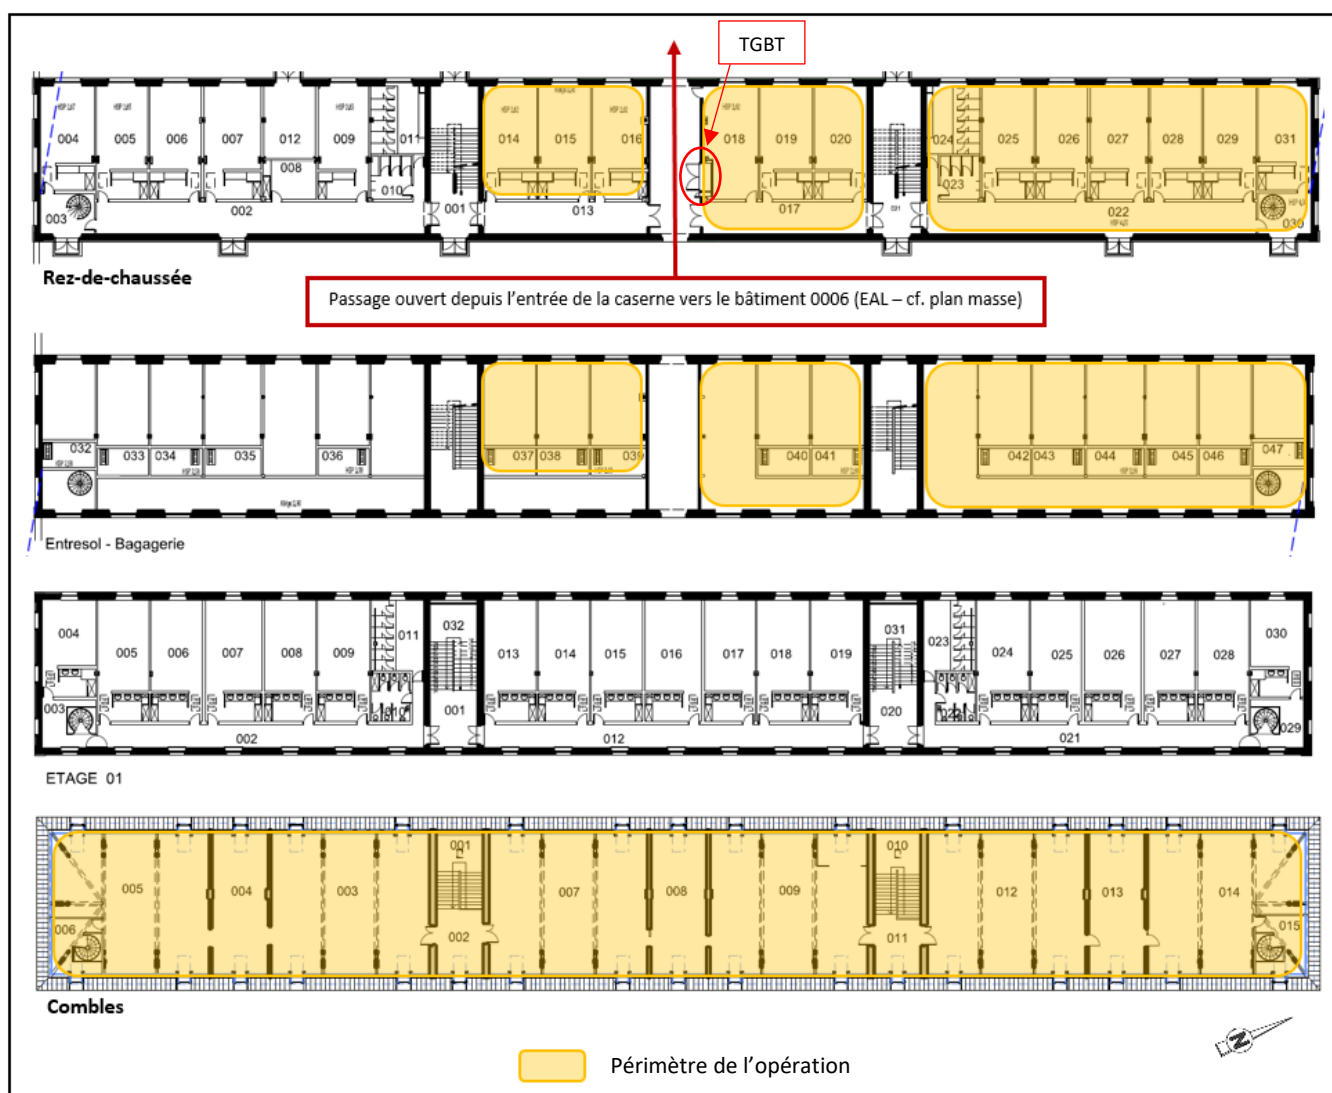 TGBT
004 005 006 007 012 009 011 014 015 016 018 019 020 024 025 026 027 028 029 031
008 010 023
003 002 001 013 017 022 030
Rez-de-chaussée
Passage ouvert depuis l'entrée de la caserne vers le bâtiment 0006 (EAL – cf. plan masse)
032 033 034 035 036 037 038 039 040 041 042 043 044 045 046 047
Entresol - Bagagerie
004 005 006 007 008 009 011 032 013 014 015 016 017 018 019 031 023 024 025 026 027 028 030
003 001 020 029
002 012 021
ETAGE 01
001 010
005 004 003 007 008 009 012 013 014
006 002 011 015
Combles
N
Périmètre de l'opération